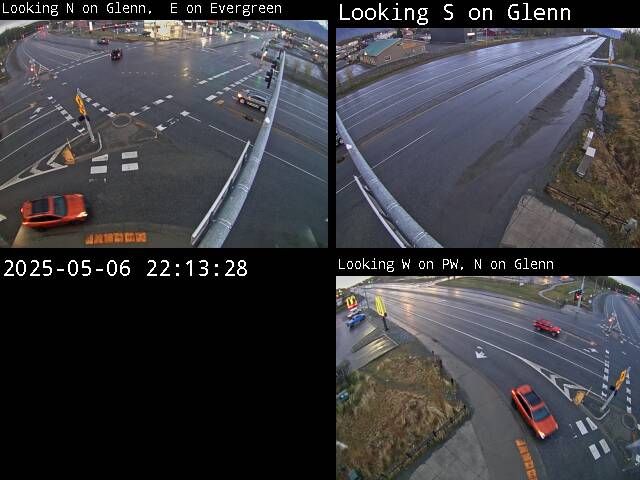 Looking N on Glenn,  E on Evergreen
Looking S on Glenn
2025-05-06 22:13:28
Looking W on PW, N on Glenn